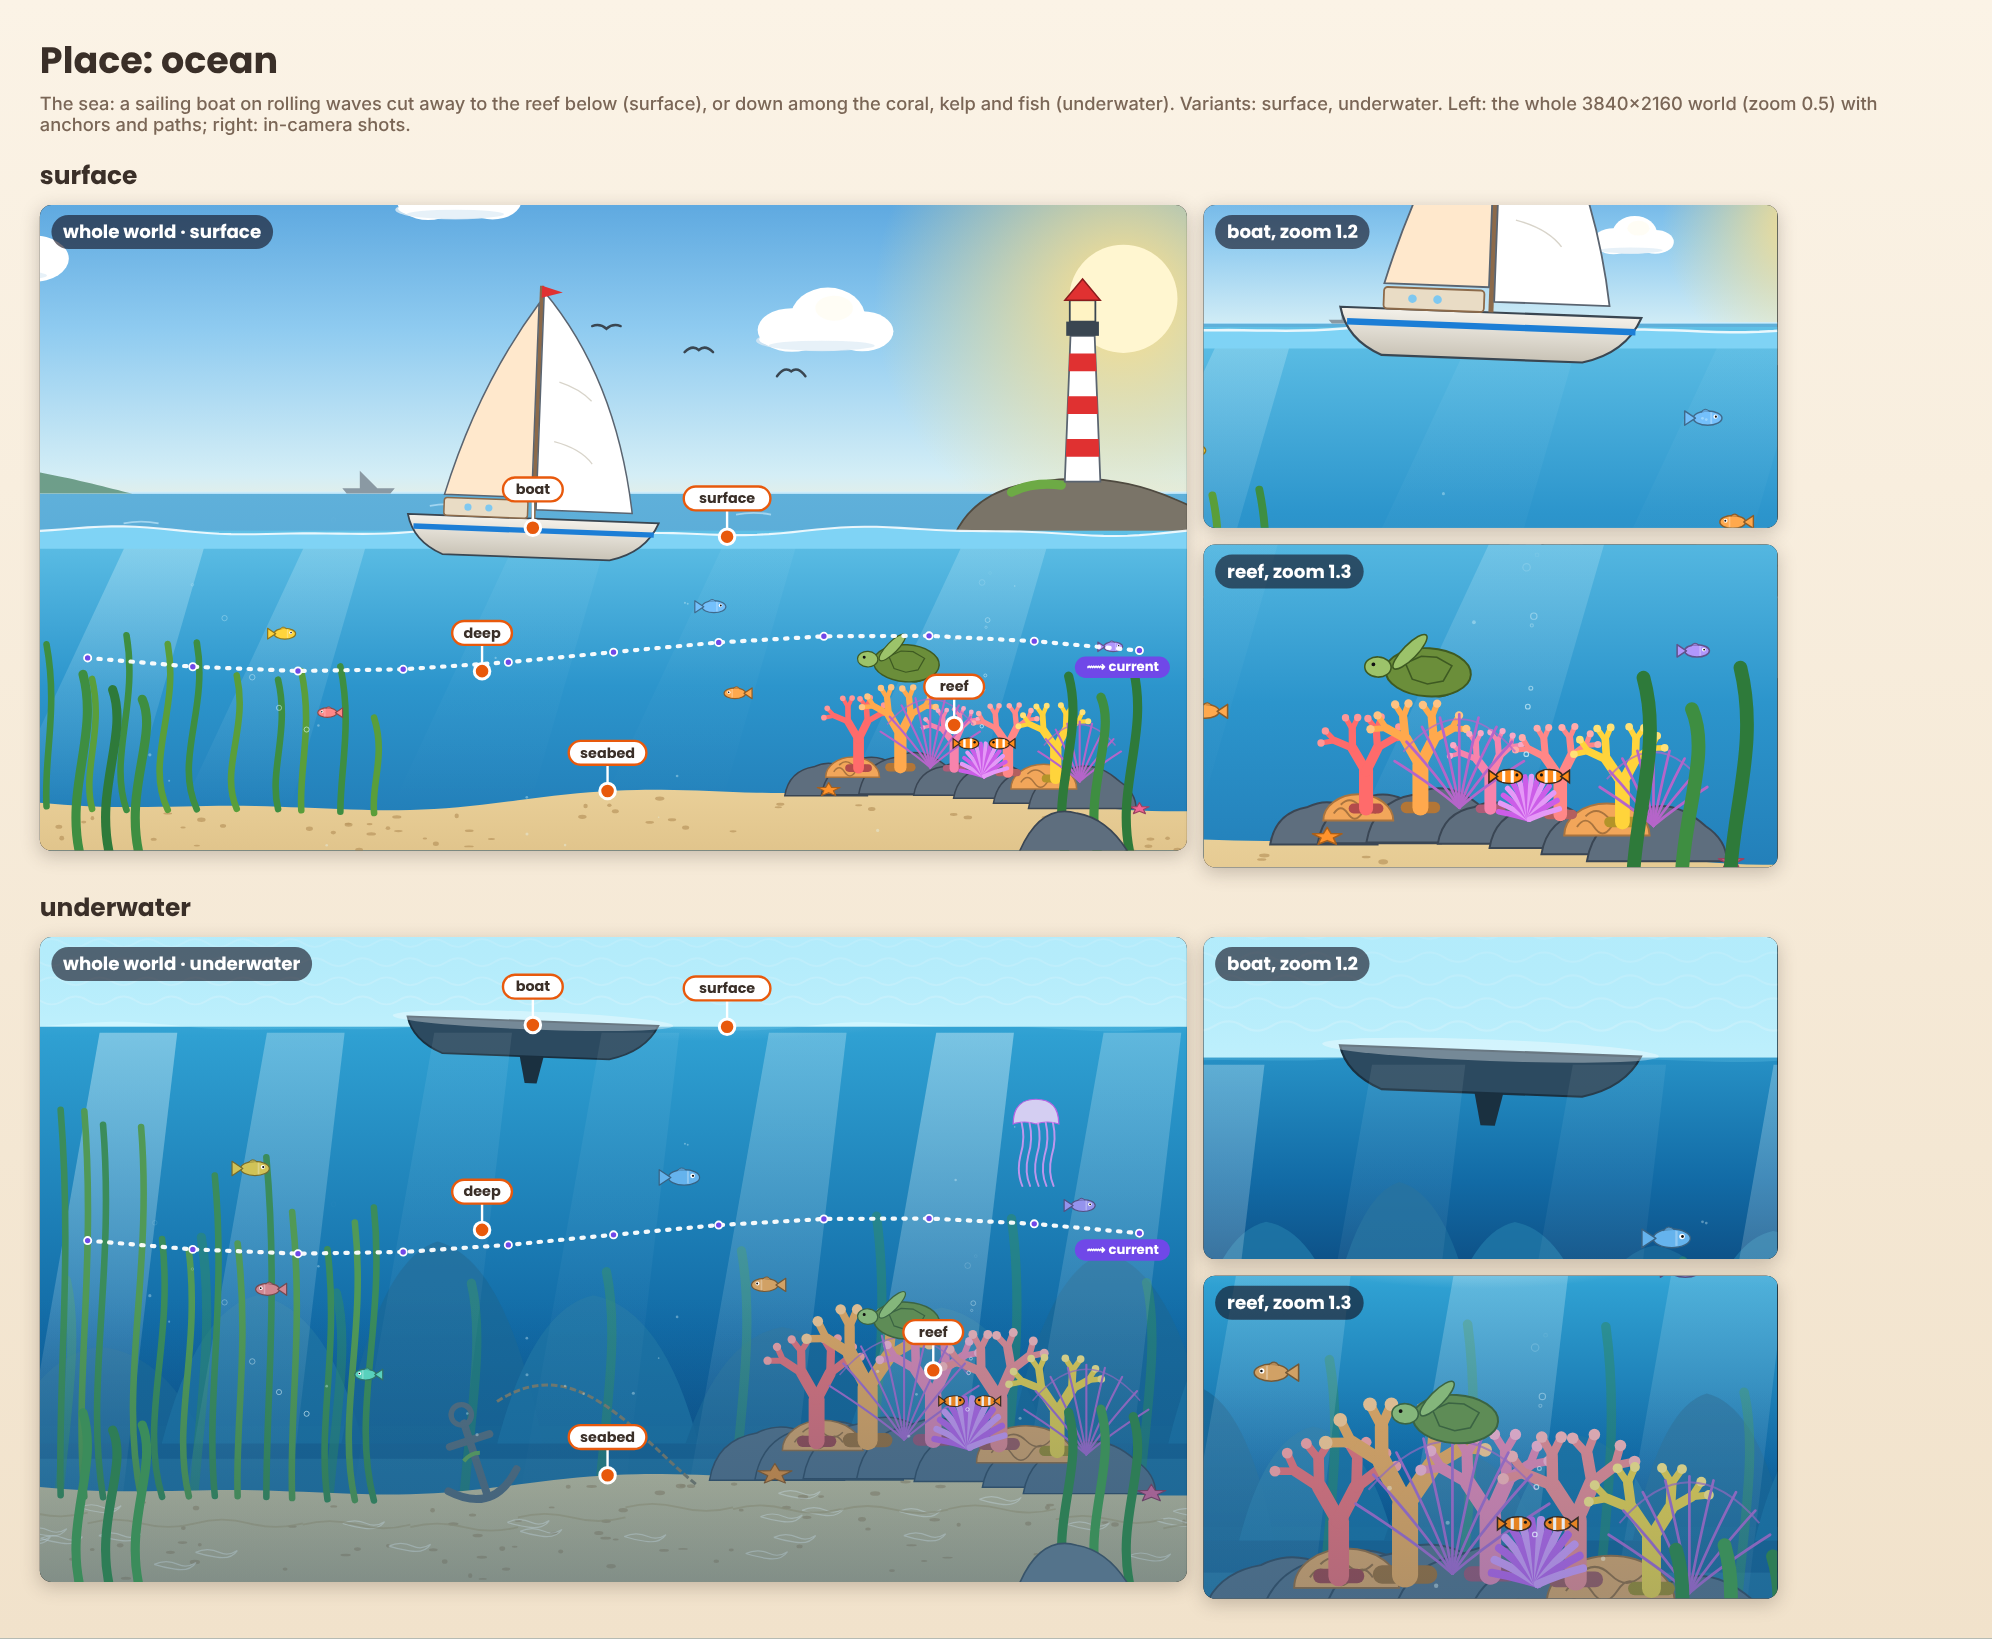 Place: ocean
The sea: a sailing boat on rolling waves cut away to the reef below (surface), or down among the coral, kelp and fish (underwater). Variants: surface, underwater. Left: the whole 3840×2160 world (zoom 0.5) with
anchors and paths; right: in-camera shots.
surface
whole world · surface
boat
surface
deep
current
reef
seabed
boat, zoom 1.2
reef, zoom 1.3
underwater
whole world · underwater
boat
surface
deep
current
reef
seabed
boat, zoom 1.2
reef, zoom 1.3